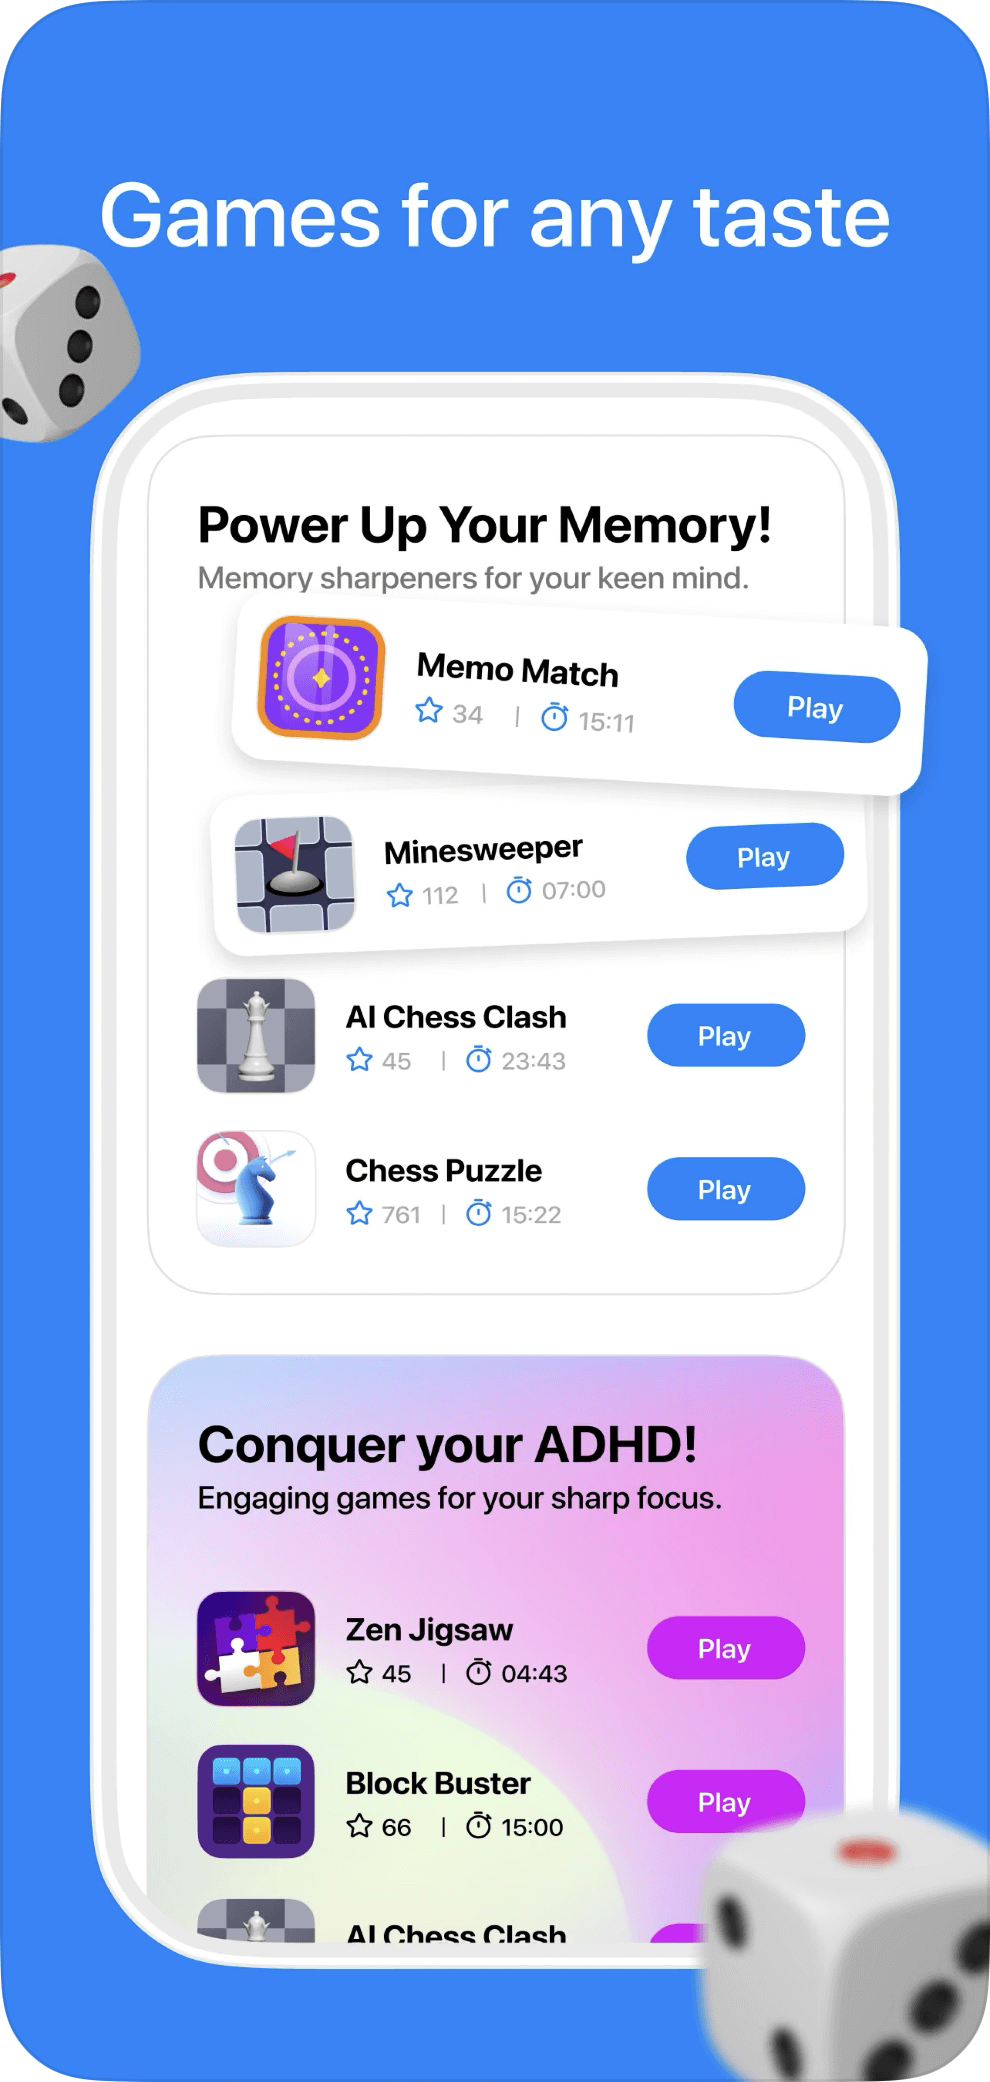 Games for any taste
Power Up Your Memory!
Memory sharpeners for your keen mind.
Memo Match
34 | 15:11
Play
Minesweeper
112 | 07:00
Play
AI Chess Clash
45 | 23:43
Play
Chess Puzzle
761 | 15:22
Play
Conquer your ADHD!
Engaging games for your sharp focus.
Zen Jigsaw
45 | 04:43
Play
Block Buster
66 | 15:00
Play
AI Chess Clash